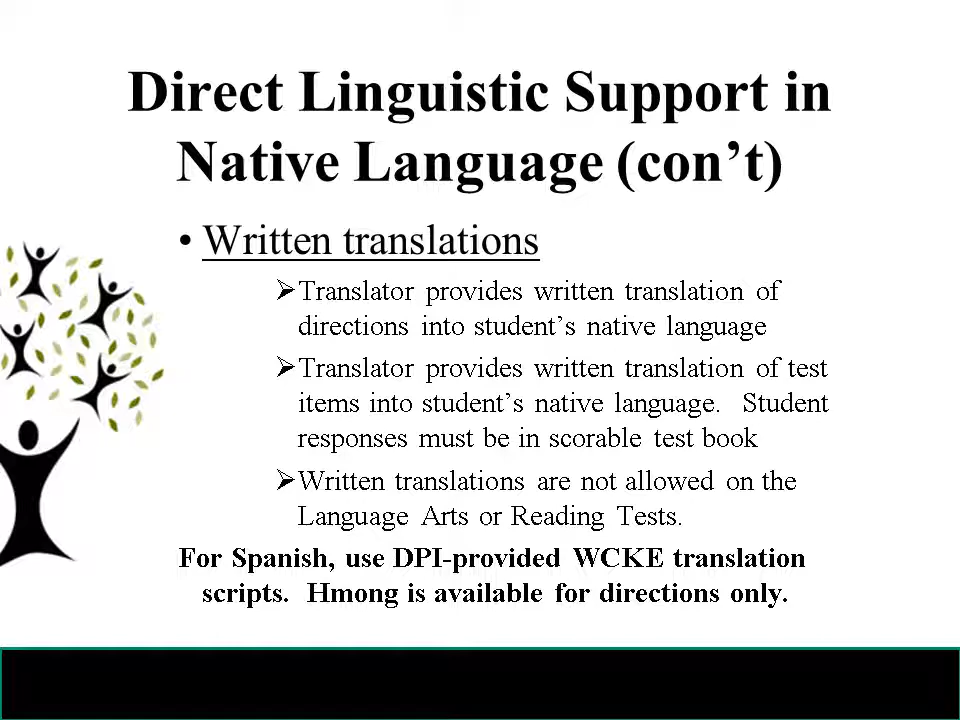 Direct Linguistic Support in
Native Language (con’t)
• Written translations
➢Translator provides written translation of
directions into student’s native language
➢Translator provides written translation of test
items into student’s native language.  Student
responses must be in scorable test book
➢Written translations are not allowed on the
Language Arts or Reading Tests.
For Spanish, use DPI-provided WCKE translation
scripts.  Hmong is available for directions only.